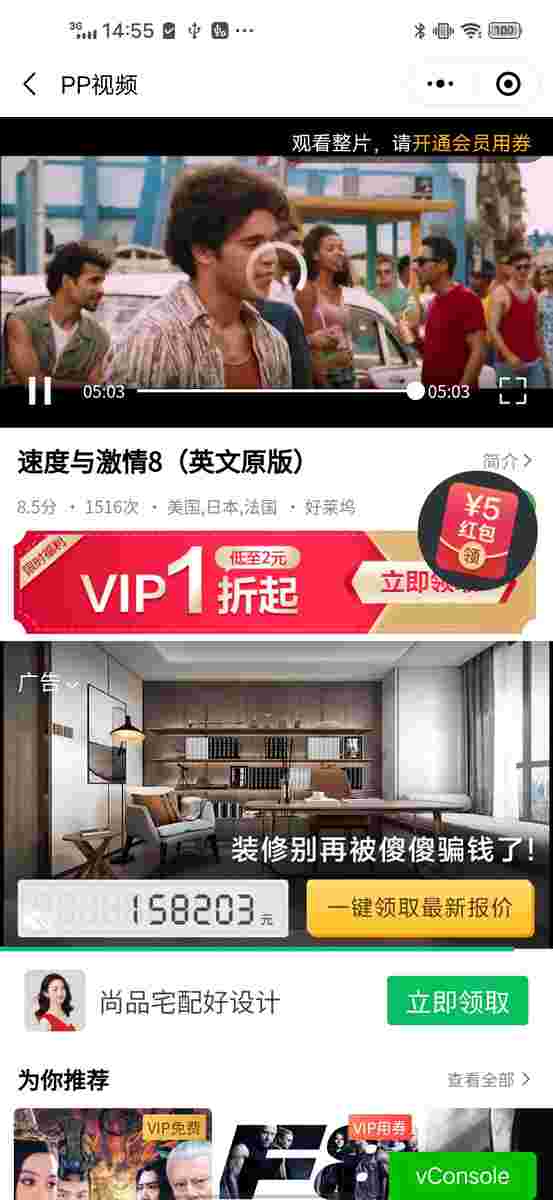 3G 14:55 100
PP视频
观看整片，请开通会员用券
05:03 05:03
速度与激情8（英文原版）
简介
8.5分 · 1516次 · 美国,日本,法国 · 好莱坞
¥5
红包
领
限时福利
VIP1折起
低至2元
立即领取
广告
装修别再被傻傻骗钱了!
158203元
一键领取最新报价
尚品宅配好设计
立即领取
为你推荐
查看全部
VIP免费
VIP用券
F8
vConsole